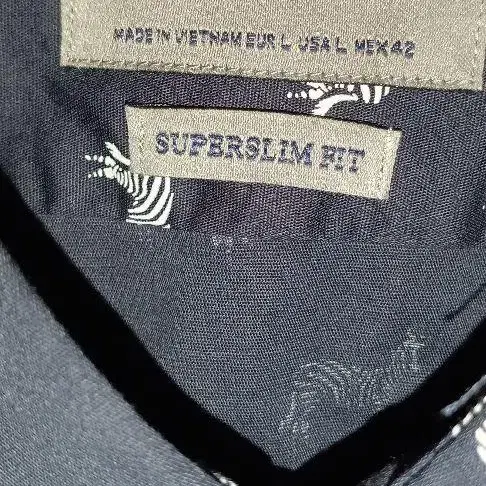 MADE IN VIETNAM EUR L USA L MEX 42
SUPERSLIM FIT